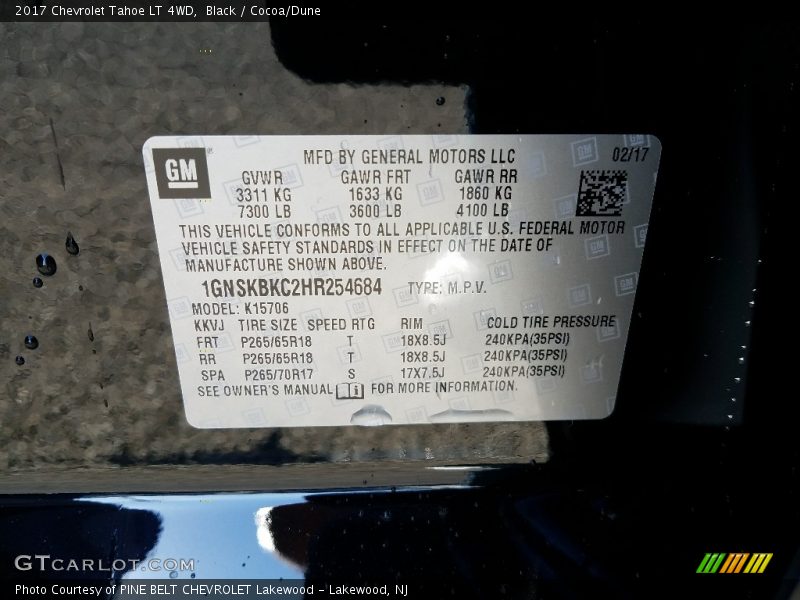 2017 Chevrolet Tahoe LT 4WD,  Black / Cocoa/Dune
GM
MFD BY GENERAL MOTORS LLC 02/17
GVWR GAWR FRT GAWR RR
3311 KG 1633 KG 1860 KG
7300 LB 3600 LB 4100 LB
THIS VEHICLE CONFORMS TO ALL APPLICABLE U.S. FEDERAL MOTOR
VEHICLE SAFETY STANDARDS IN EFFECT ON THE DATE OF
MANUFACTURE SHOWN ABOVE.
1GNSKBKC2HR254684 TYPE: M.P.V.
MODEL: K15706
KKVJ TIRE SIZE SPEED RTG RIM COLD TIRE PRESSURE
FRT P265/65R18 T 18X8.5J 240KPA(35PSI)
RR P265/65R18 T 18X8.5J 240KPA(35PSI)
SPA P265/70R17 S 17X7.5J 240KPA(35PSI)
SEE OWNER'S MANUAL FOR MORE INFORMATION.
GTCARLOT.COM
Photo Courtesy of PINE BELT CHEVROLET Lakewood - Lakewood, NJ